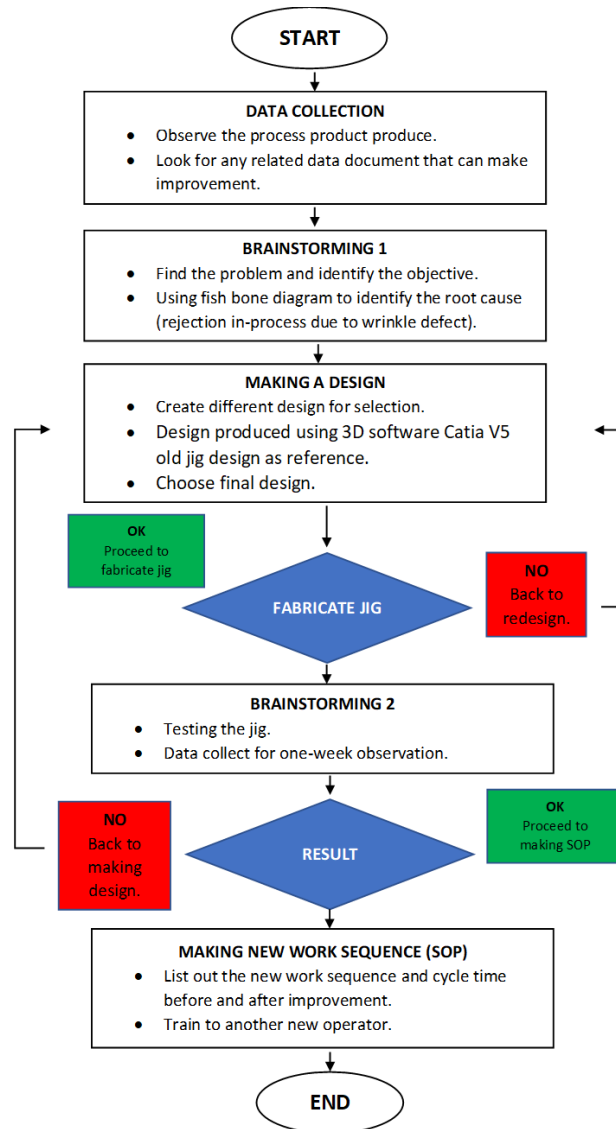 START
DATA COLLECTION
• Observe the process product produce.
• Look for any related data document that can make
improvement.
BRAINSTORMING 1
• Find the problem and identify the objective.
• Using fish bone diagram to identify the root cause
(rejection in-process due to wrinkle defect).
MAKING A DESIGN
• Create different design for selection.
• Design produced using 3D software Catia V5
old jig design as reference.
• Choose final design.
OK
Proceed to
fabricate jig
FABRICATE JIG
NO
Back to
redesign.
BRAINSTORMING 2
• Testing the jig.
• Data collect for one-week observation.
NO
Back to
making
design.
RESULT
OK
Proceed to
making SOP
MAKING NEW WORK SEQUENCE (SOP)
• List out the new work sequence and cycle time
before and after improvement.
• Train to another new operator.
END